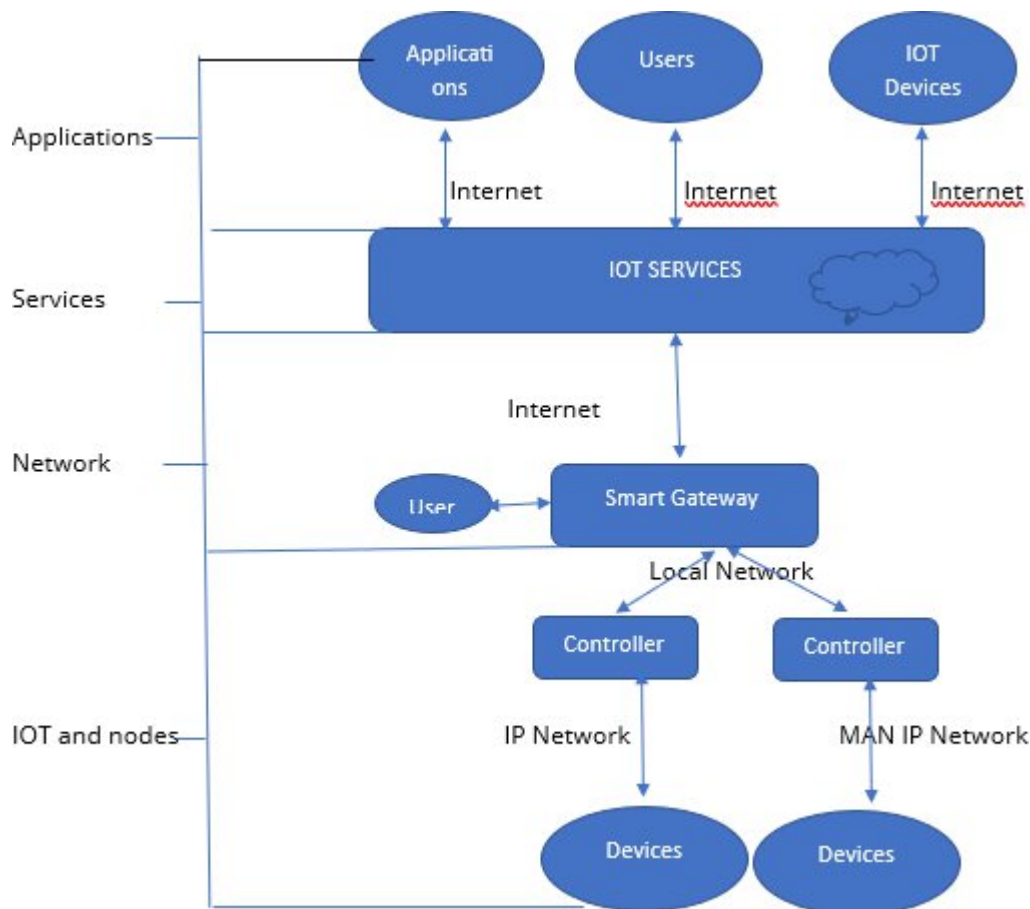 Applicati
ons
Users
IOT
Devices
Applications
Internet
Internet
Internet
IOT SERVICES
Services
Internet
Network
Smart Gateway
User
Local Network
Controller
Controller
IOT and nodes
IP Network
MAN IP Network
Devices
Devices